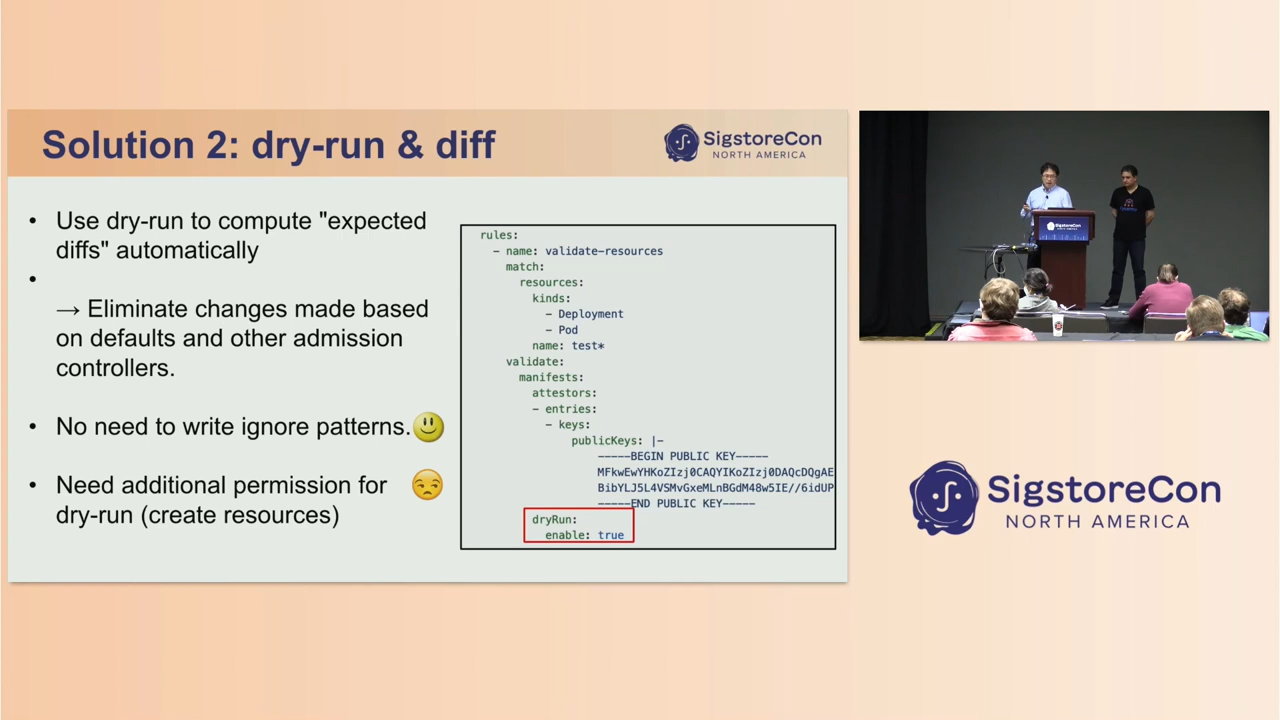 Solution 2: dry-run & diff
SigstoreCon
NORTH AMERICA
• Use dry-run to compute "expected
diffs" automatically
•
→ Eliminate changes made based
on defaults and other admission
controllers.
• No need to write ignore patterns.
• Need additional permission for
dry-run (create resources)
rules:
- name: validate-resources
match:
resources:
kinds:
- Deployment
- Pod
name: test*
validate:
manifests:
attestors:
- entries:
- keys:
publicKeys: |-
-----BEGIN PUBLIC KEY-----
MFkwEwYHKoZIzj0CAQYIKoZIzj0DAQcDQgAE
BibYLJ5L4VSMvGxeMLnBGdM48w5IE//6idUP
-----END PUBLIC KEY-----
dryRun:
enable: true
SigstoreCon
SigstoreCon
NORTH AMERICA